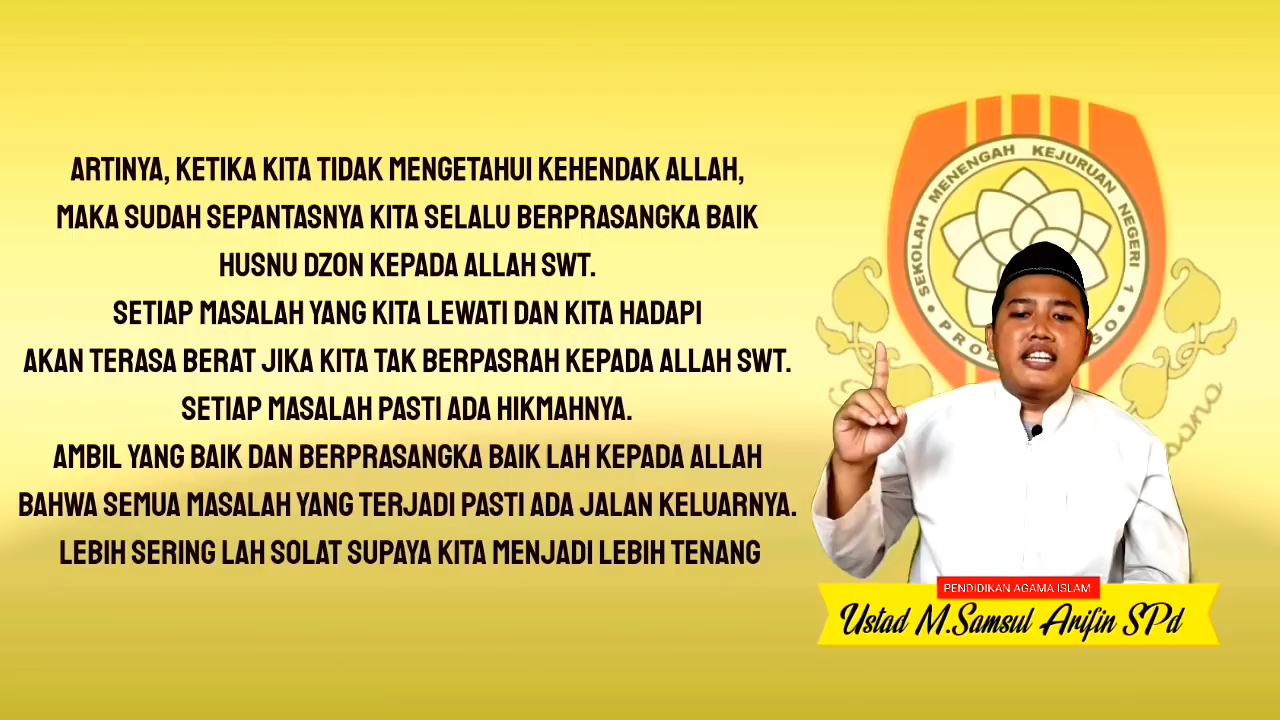 ARTINYA, KETIKA KITA TIDAK MENGETAHUI KEHENDAK ALLAH,
MAKA SUDAH SEPANTASNYA KITA SELALU BERPRASANGKA BAIK
HUSNU DZON KEPADA ALLAH SWT.
SETIAP MASALAH YANG KITA LEWATI DAN KITA HADAPI
AKAN TERASA BERAT JIKA KITA TAK BERPASRAH KEPADA ALLAH SWT.
SETIAP MASALAH PASTI ADA HIKMAHNYA.
AMBIL YANG BAIK DAN BERPRASANGKA BAIK LAH KEPADA ALLAH
BAHWA SEMUA MASALAH YANG TERJADI PASTI ADA JALAN KELUARNYA.
LEBIH SERING LAH SOLAT SUPAYA KITA MENJADI LEBIH TENANG
SEKOLAH MENENGAH KEJURUAN NEGERI 1
PENDIDIKAN AGAMA ISLAM
Ustad M.Samsul Arifin SPd